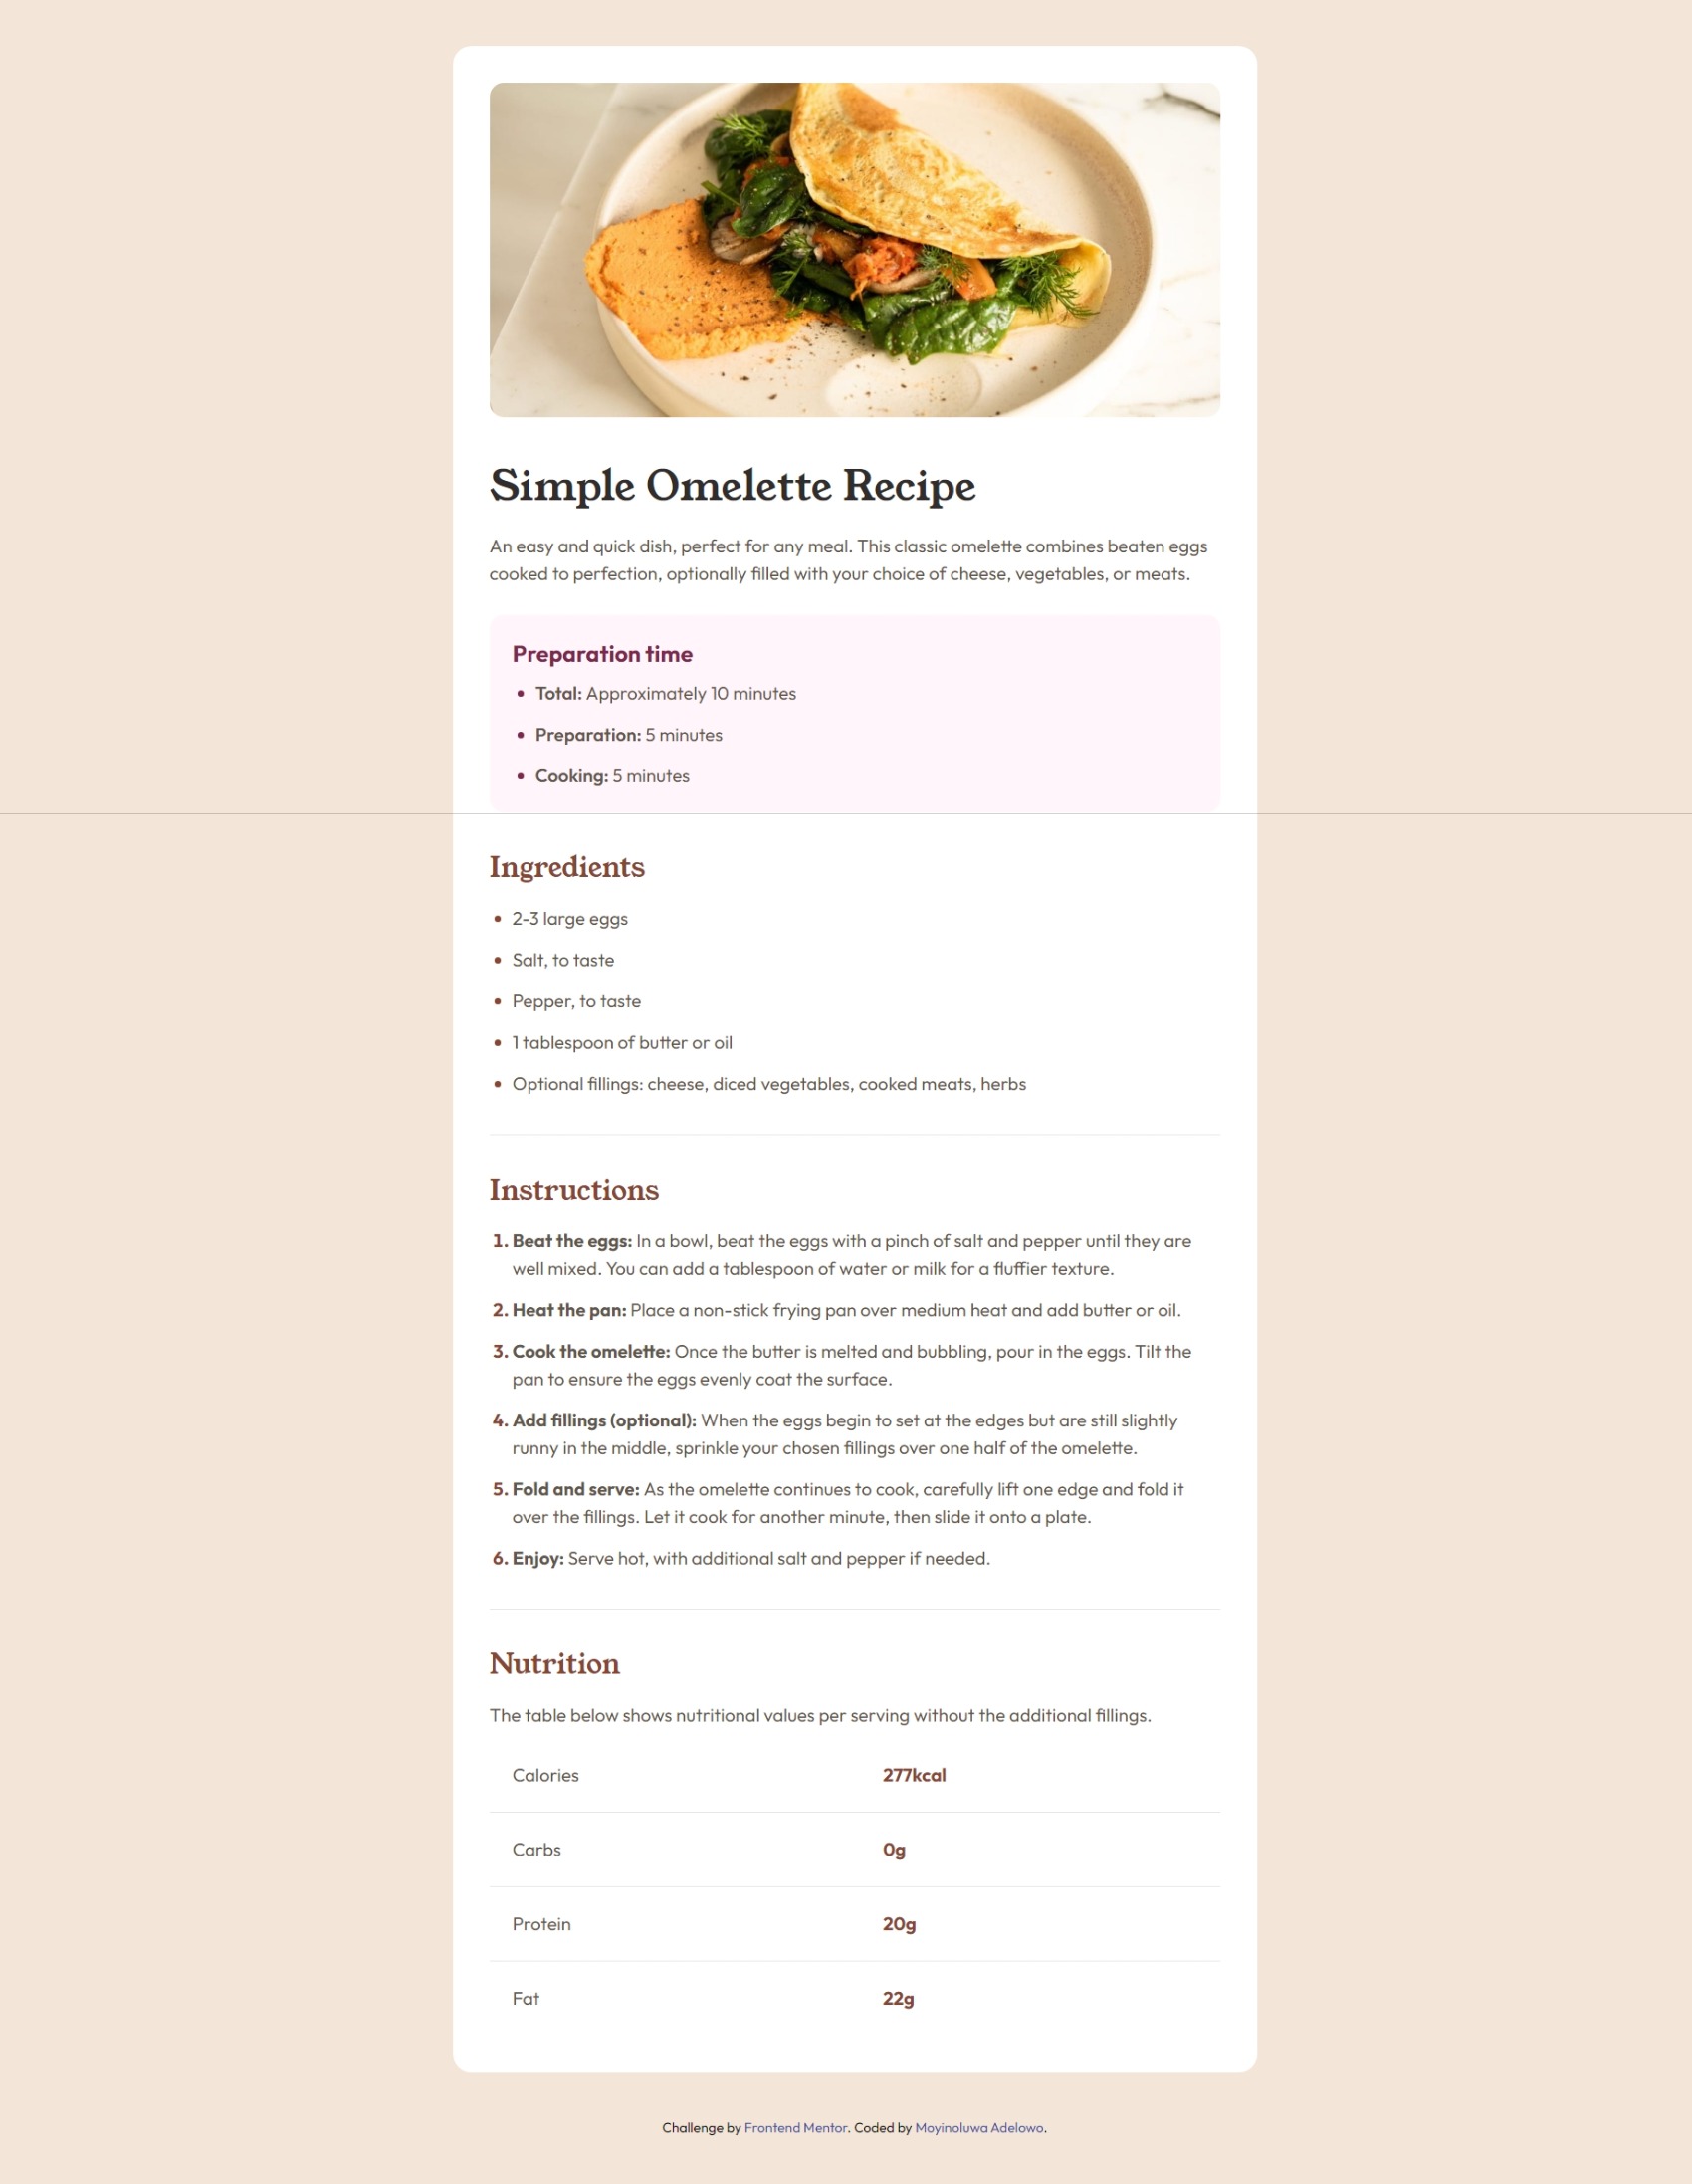 Simple Omelette Recipe
An easy and quick dish, perfect for any meal. This classic omelette combines beaten eggs
cooked to perfection, optionally filled with your choice of cheese, vegetables, or meats.
Preparation time
• Total: Approximately 10 minutes
• Preparation: 5 minutes
• Cooking: 5 minutes
Ingredients
• 2-3 large eggs
• Salt, to taste
• Pepper, to taste
• 1 tablespoon of butter or oil
• Optional fillings: cheese, diced vegetables, cooked meats, herbs
Instructions
1. Beat the eggs: In a bowl, beat the eggs with a pinch of salt and pepper until they are
well mixed. You can add a tablespoon of water or milk for a fluffier texture.
2. Heat the pan: Place a non-stick frying pan over medium heat and add butter or oil.
3. Cook the omelette: Once the butter is melted and bubbling, pour in the eggs. Tilt the
pan to ensure the eggs evenly coat the surface.
4. Add fillings (optional): When the eggs begin to set at the edges but are still slightly
runny in the middle, sprinkle your chosen fillings over one half of the omelette.
5. Fold and serve: As the omelette continues to cook, carefully lift one edge and fold it
over the fillings. Let it cook for another minute, then slide it onto a plate.
6. Enjoy: Serve hot, with additional salt and pepper if needed.
Nutrition
The table below shows nutritional values per serving without the additional fillings.
Calories 277kcal
Carbs 0g
Protein 20g
Fat 22g
Challenge by Frontend Mentor. Coded by Moyinoluwa Adelowo.